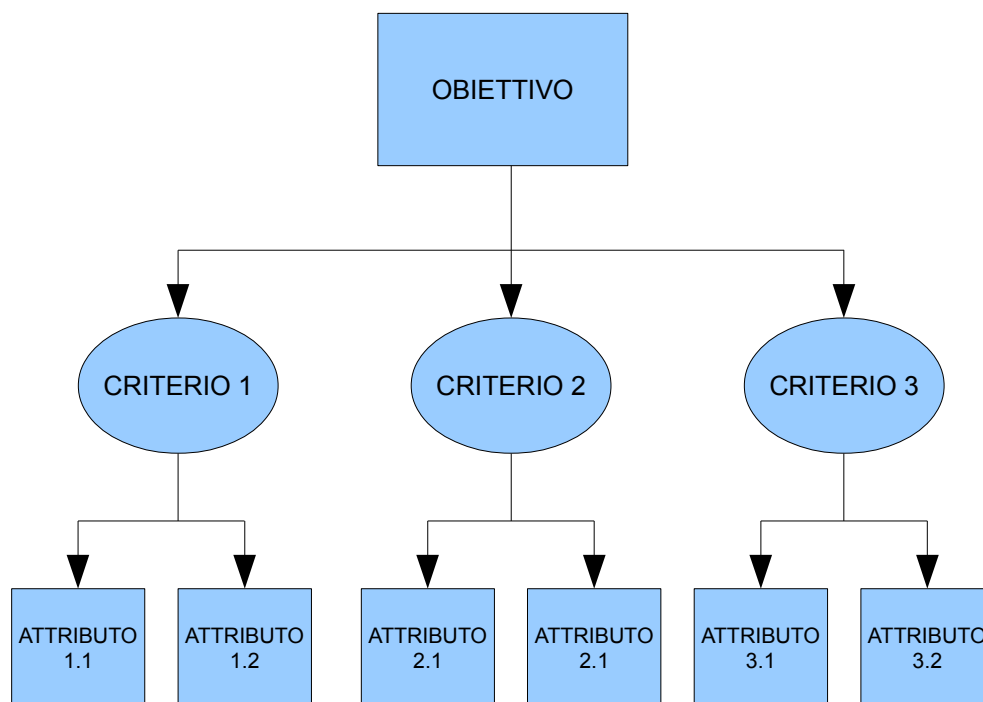 OBIETTIVO
CRITERIO 1
CRITERIO 2
CRITERIO 3
ATTRIBUTO
1.1
ATTRIBUTO
1.2
ATTRIBUTO
2.1
ATTRIBUTO
2.1
ATTRIBUTO
3.1
ATTRIBUTO
3.2